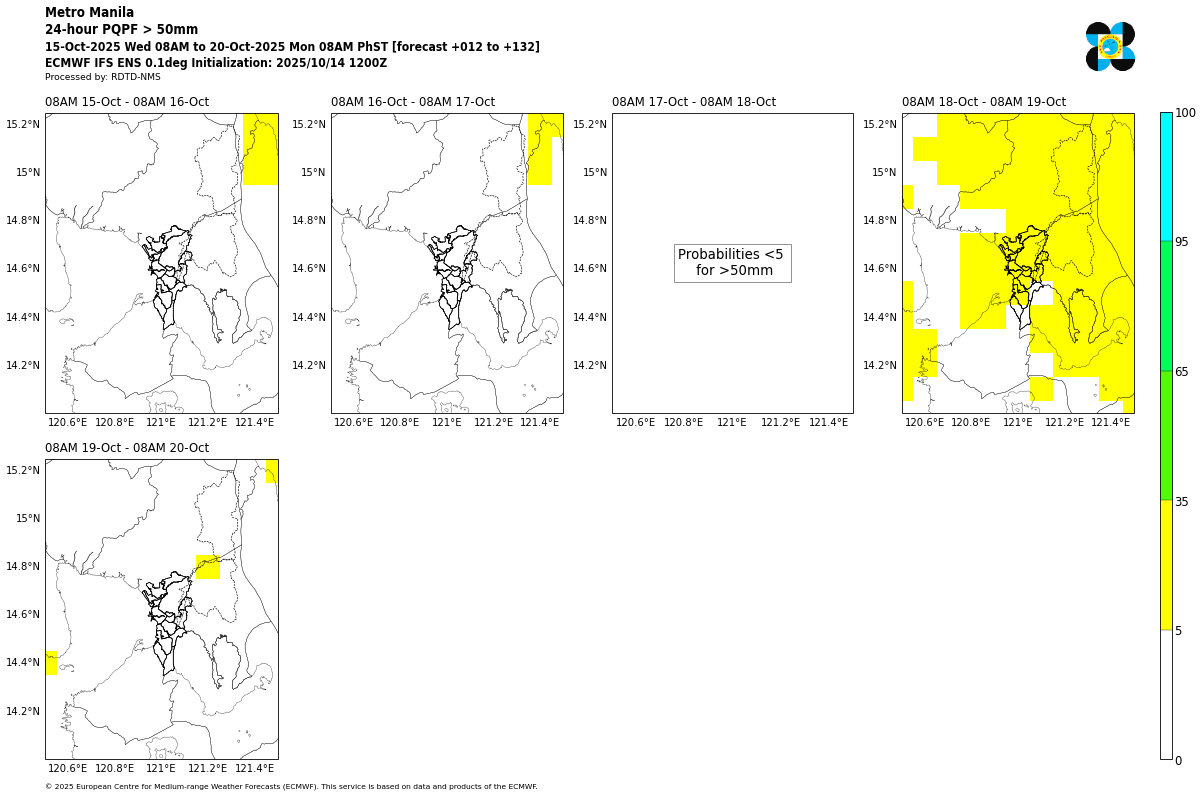 Metro Manila
24-hour PQPF > 50mm
15-Oct-2025 Wed 08AM to 20-Oct-2025 Mon 08AM PhST [forecast +012 to +132]
ECMWF IFS ENS 0.1deg Initialization: 2025/10/14 1200Z
Processed by: RDTD-NMS
08AM 15-Oct - 08AM 16-Oct
15.2°N
15°N
14.8°N
14.6°N
14.4°N
14.2°N
120.6°E 120.8°E 121°E 121.2°E 121.4°E
08AM 16-Oct - 08AM 17-Oct
15.2°N
15°N
14.8°N
14.6°N
14.4°N
14.2°N
120.6°E 120.8°E 121°E 121.2°E 121.4°E
08AM 17-Oct - 08AM 18-Oct
15.2°N
15°N
14.8°N
14.6°N
14.4°N
14.2°N
Probabilities <5
for >50mm
120.6°E 120.8°E 121°E 121.2°E 121.4°E
08AM 18-Oct - 08AM 19-Oct
15.2°N
15°N
14.8°N
14.6°N
14.4°N
14.2°N
120.6°E 120.8°E 121°E 121.2°E 121.4°E
100
95
65
35
5
0
08AM 19-Oct - 08AM 20-Oct
15.2°N
15°N
14.8°N
14.6°N
14.4°N
14.2°N
120.6°E 120.8°E 121°E 121.2°E 121.4°E
© 2025 European Centre for Medium-range Weather Forecasts (ECMWF). This service is based on data and products of the ECMWF.